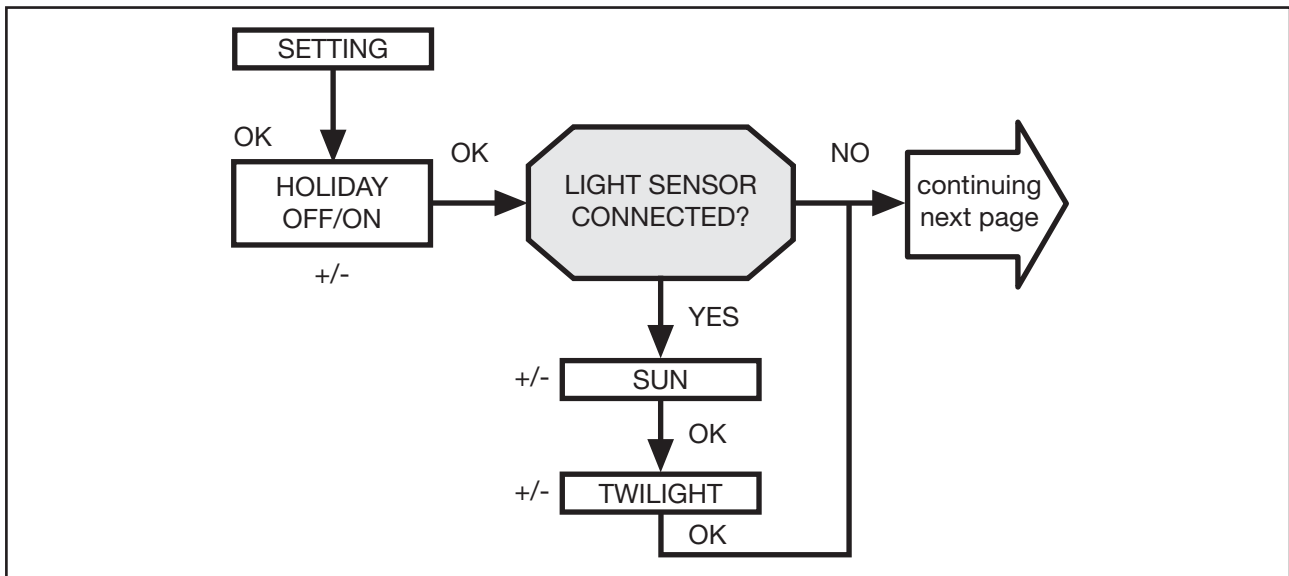 SETTING
OK
HOLIDAY
OFF/ON
+/-
OK
LIGHT SENSOR
CONNECTED?
NO
continuing
next page
YES
+/-
SUN
OK
+/-
TWILIGHT
OK